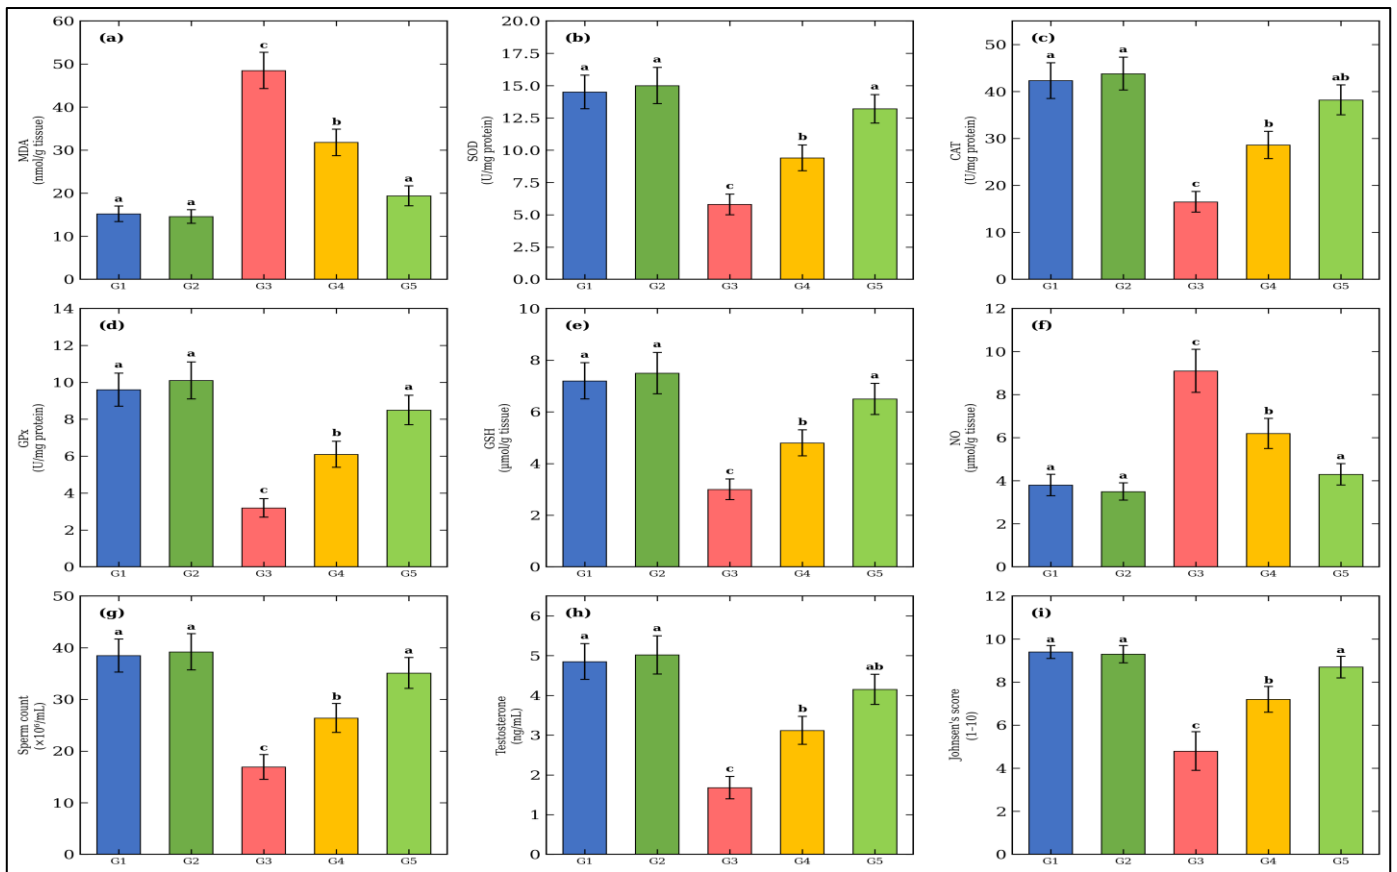 (a)
MDA
(nmol/g tissue)
60
50
40
30
20
10
0
a
a
c
b
a
G1 G2 G3 G4 G5
(b)
SOD
(U/mg protein)
20.0
17.5
15.0
12.5
10.0
7.5
5.0
2.5
0.0
a
a
c
b
a
G1 G2 G3 G4 G5
(c)
CAT
(U/mg protein)
50
40
30
20
10
0
a
a
c
b
ab
G1 G2 G3 G4 G5
(d)
GPx
(U/mg protein)
14
12
10
8
6
4
2
0
a
a
c
b
a
G1 G2 G3 G4 G5
(e)
GSH
(µmol/g tissue)
10
8
6
4
2
0
a
a
c
b
a
G1 G2 G3 G4 G5
(f)
NO
(µmol/g tissue)
12
10
8
6
4
2
0
a
a
c
b
a
G1 G2 G3 G4 G5
(g)
Sperm count
(×10⁶/mL)
50
40
30
20
10
0
a
a
c
b
a
G1 G2 G3 G4 G5
(h)
Testosterone
(ng/mL)
6
5
4
3
2
1
0
a
a
c
b
ab
G1 G2 G3 G4 G5
(i)
Johnsen's score
(1–10)
12
10
8
6
4
2
0
a
a
c
b
a
G1 G2 G3 G4 G5